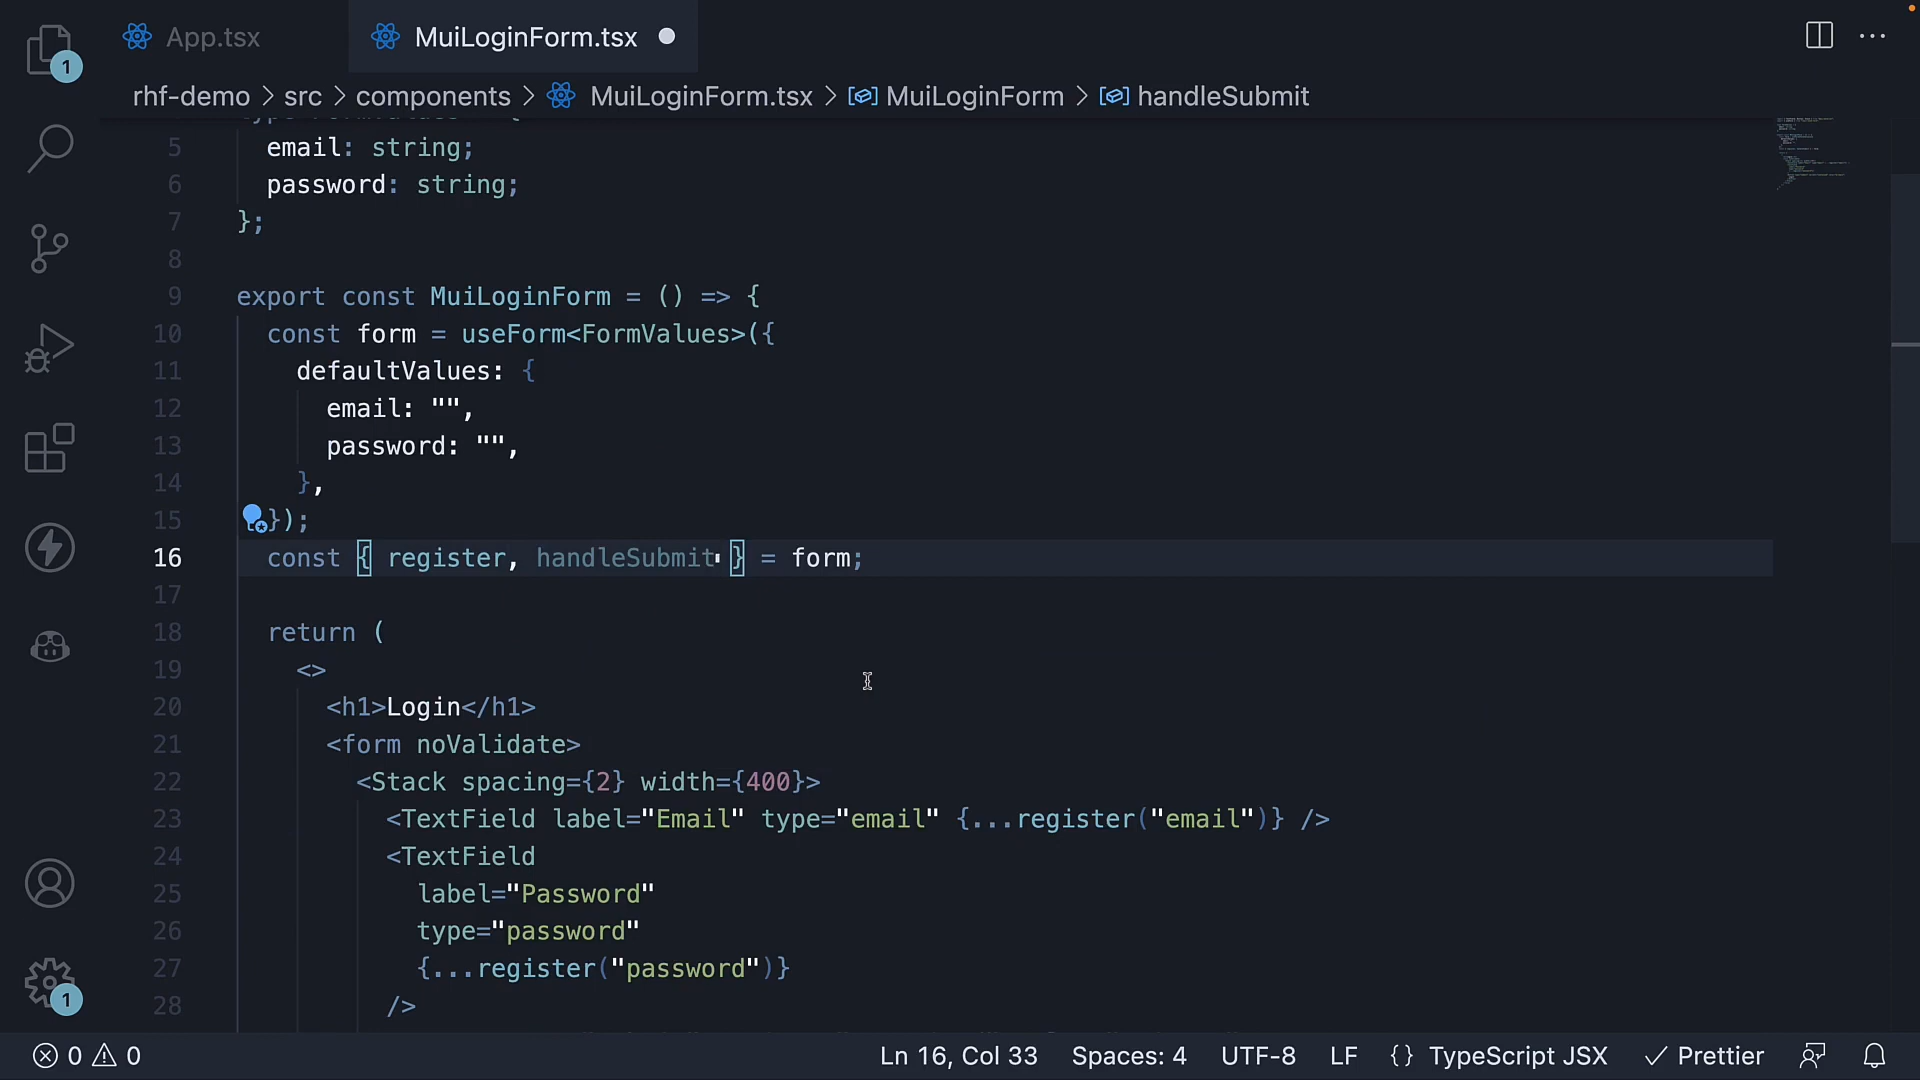 App.tsx
MuiLoginForm.tsx
1
rhf-demo > src > components > MuiLoginForm.tsx > MuiLoginForm > handleSubmit
5 email: string;
6 password: string;
7 };
8
9 export const MuiLoginForm = () => {
10 const form = useForm<FormValues>({
11 defaultValues: {
12 email: "",
13 password: "",
14 },
15 });
16 const { register, handleSubmit } = form;
17
18 return (
19 <>
20 <h1>Login</h1>
21 <form noValidate>
22 <Stack spacing={2} width={400}>
23 <TextField label="Email" type="email" {...register("email")} />
24 <TextField
25 label="Password"
26 type="password"
27 {...register("password")}
28 />
1
0 0
Ln 16, Col 33 Spaces: 4 UTF-8 LF {} TypeScript JSX Prettier